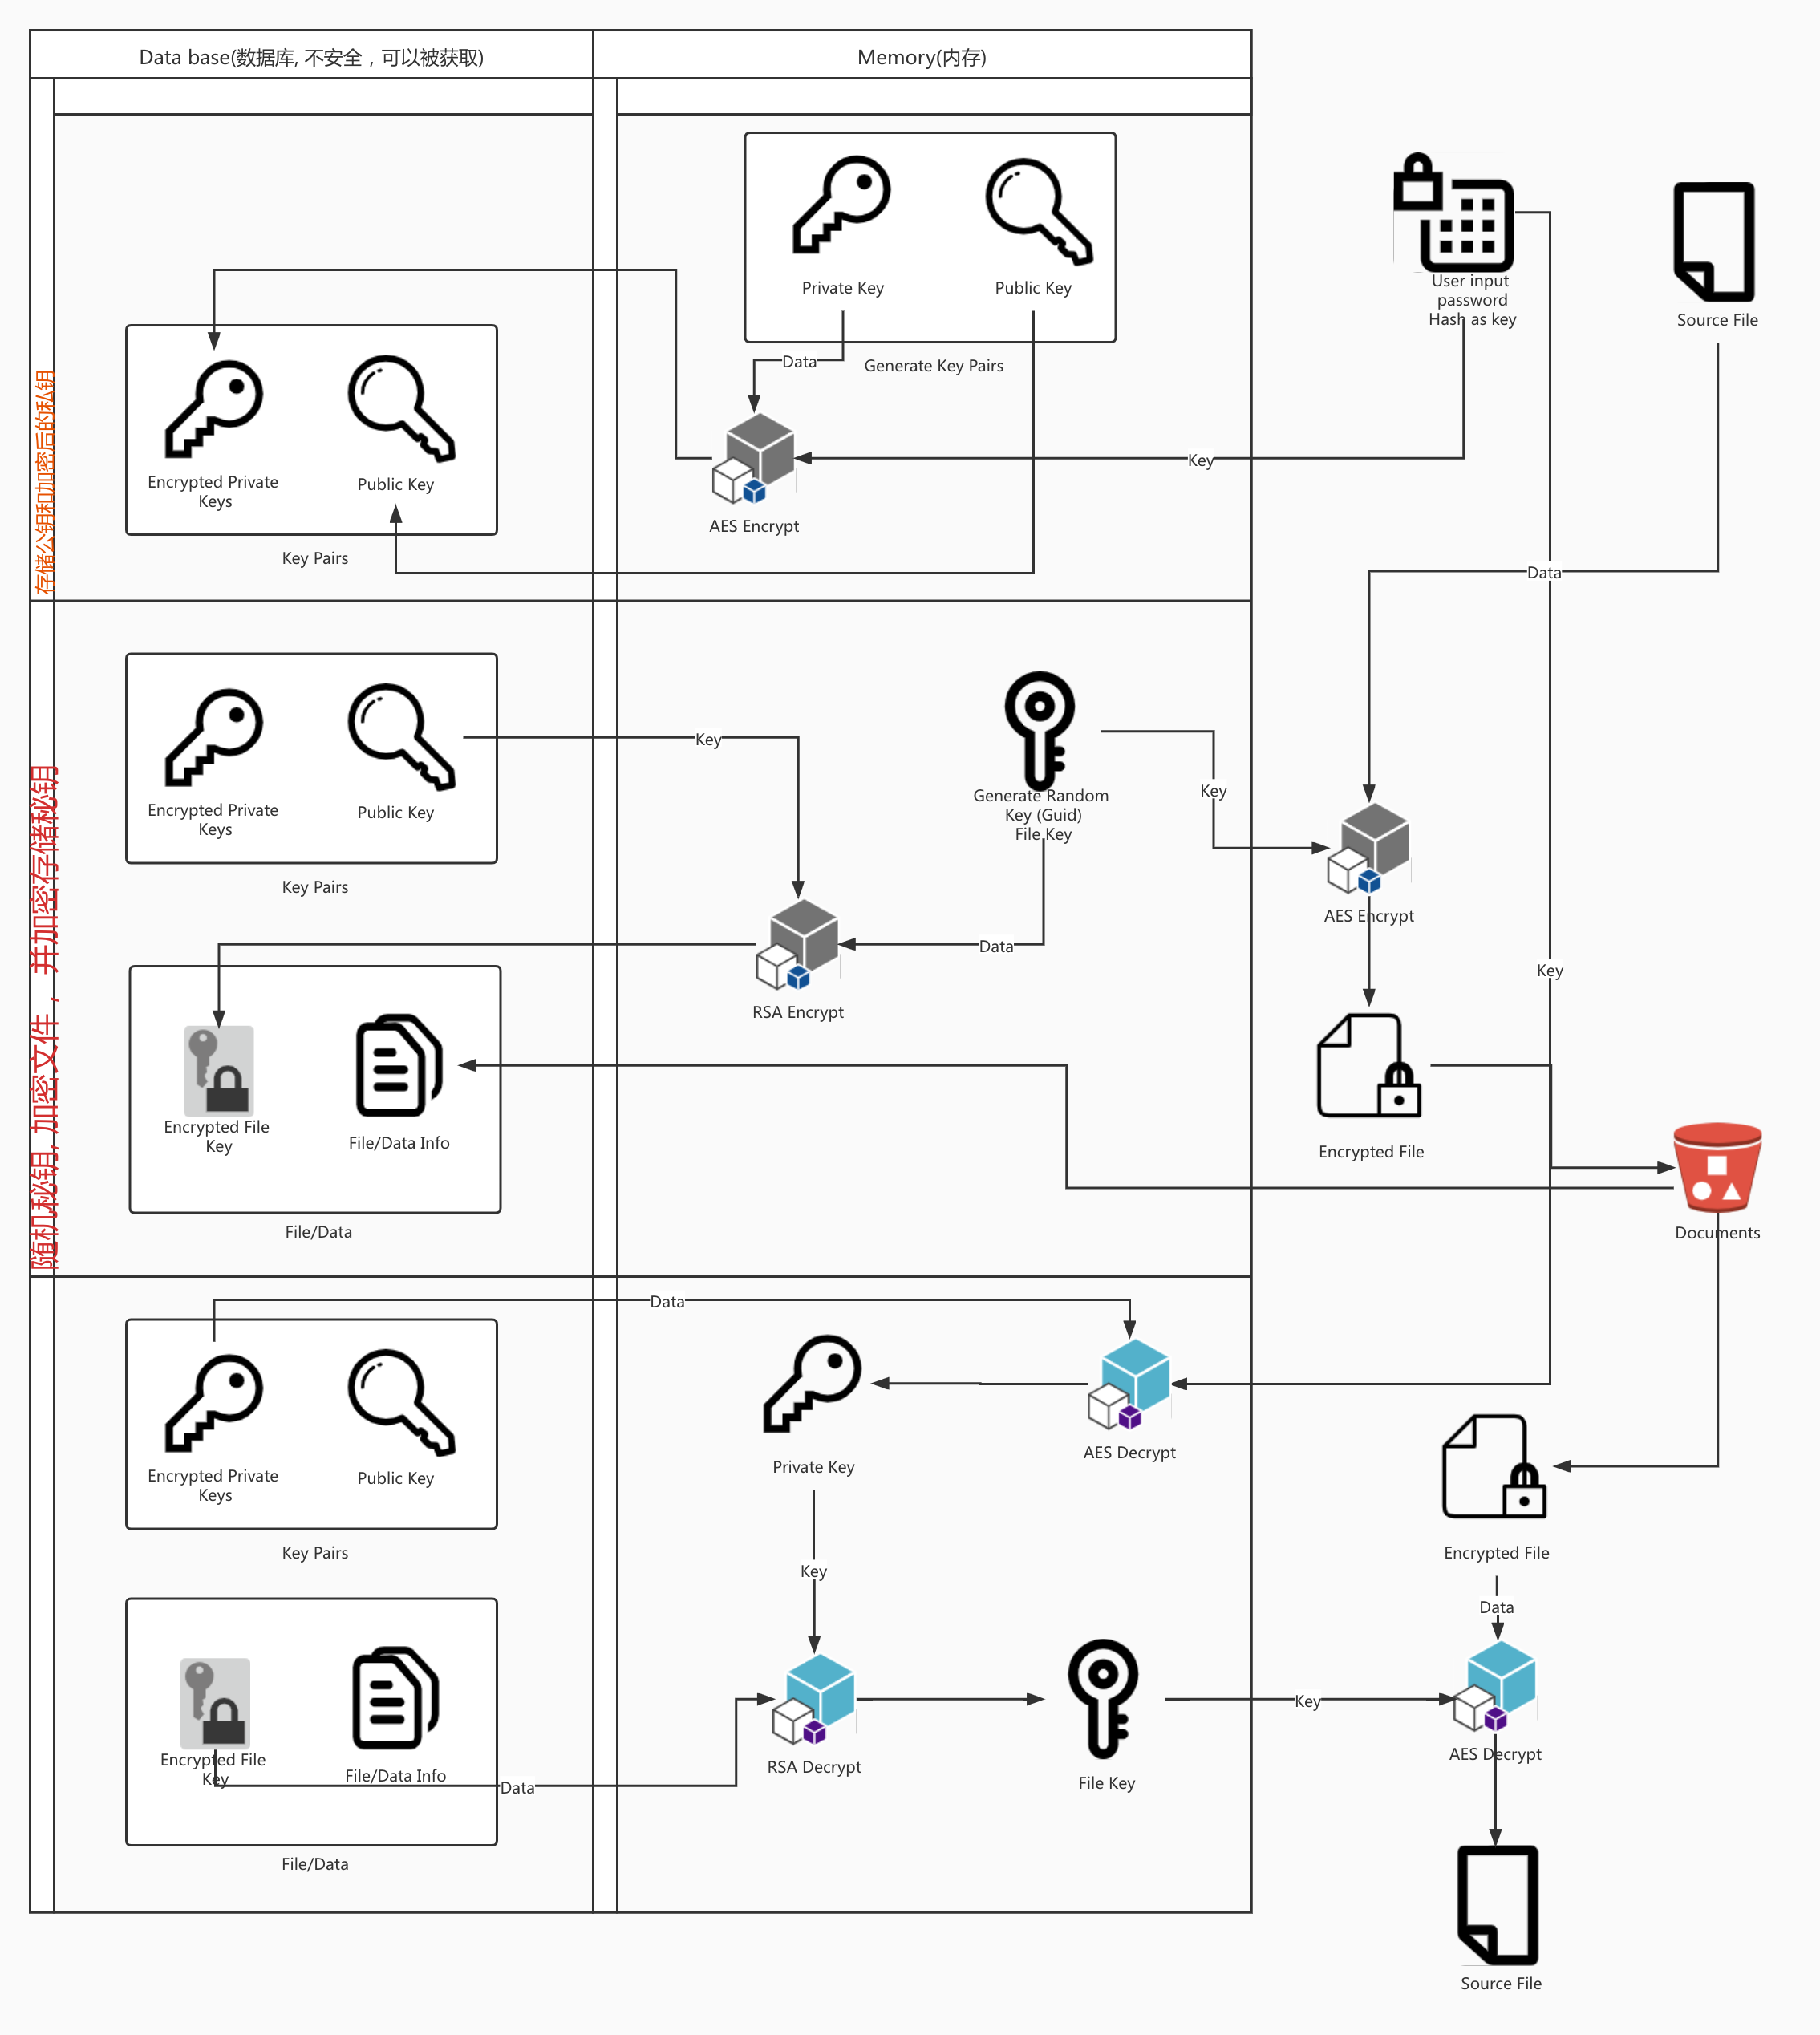 Data base(数据库, 不安全，可以被获取)
Memory(内存)
存储公钥和加密后的私钥
Private Key
Public Key
Generate Key Pairs
User input
password
Hash as key
Source File
Data
Encrypted Private
Keys
Public Key
Key Pairs
AES Encrypt
Key
Data
随机秘钥, 加密文件 ，并加密存储秘钥
Encrypted Private
Keys
Public Key
Key Pairs
Key
Generate Random
Key (Guid)
File Key
Key
AES Encrypt
Data
RSA Encrypt
Key
Encrypted File
Key
File/Data Info
File/Data
Encrypted File
Documents
Data
Encrypted Private
Keys
Public Key
Key Pairs
Private Key
AES Decrypt
Key
Encrypted File
Data
Encrypted File
Key
File/Data Info
Data
File/Data
RSA Decrypt
File Key
Key
AES Decrypt
Source File